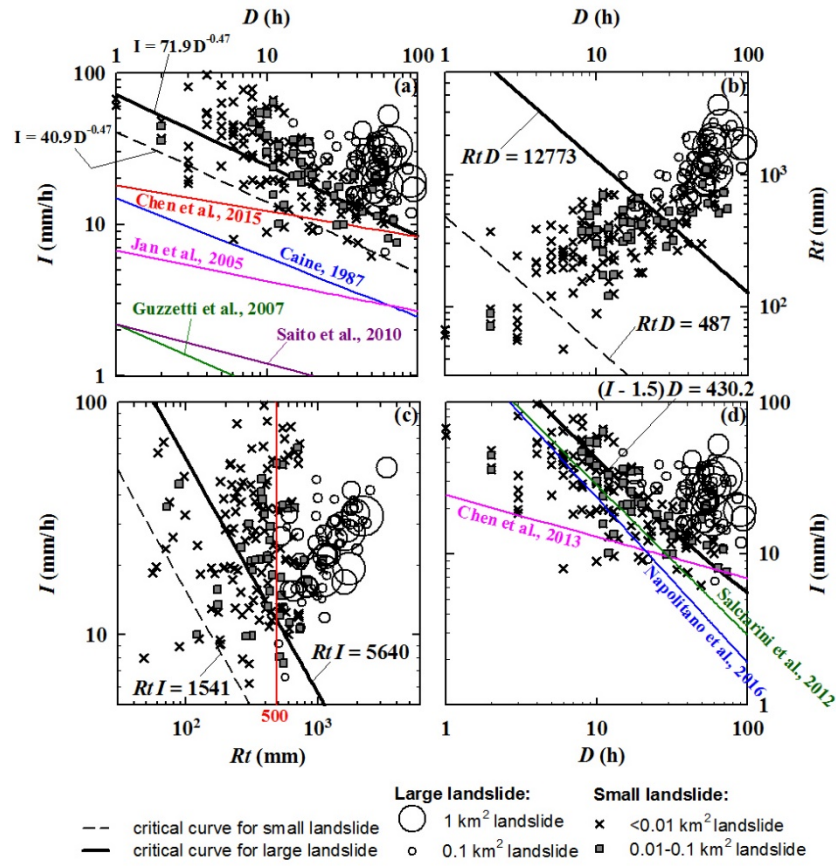 D (h) D (h)
1 10 100 1 10 100
I = 71.9 D^-0.47
100 (a) (b)
I = 40.9 D^-0.47
Rt D = 12773
I (mm/h)
10^3
Rt (mm)
Chen et al., 2015
10
Jan et al., 2005
Caine, 1987
Guzzetti et al., 2007
10^2
Saito et al., 2010
Rt D = 487
1
(I - 1.5) D = 430.2
100 (c) (d) 100
I (mm/h)
I (mm/h)
Chen et al., 2013
10 10
Napolitano et al., 2016
Salciarini et al., 2012
Rt I = 1541
Rt I = 5640
1
10^2 500 10^3 1 10 100
Rt (mm) D (h)
Large landslide: Small landslide:
critical curve for small landslide 1 km^2 landslide <0.01 km^2 landslide
critical curve for large landslide 0.1 km^2 landslide 0.01-0.1 km^2 landslide